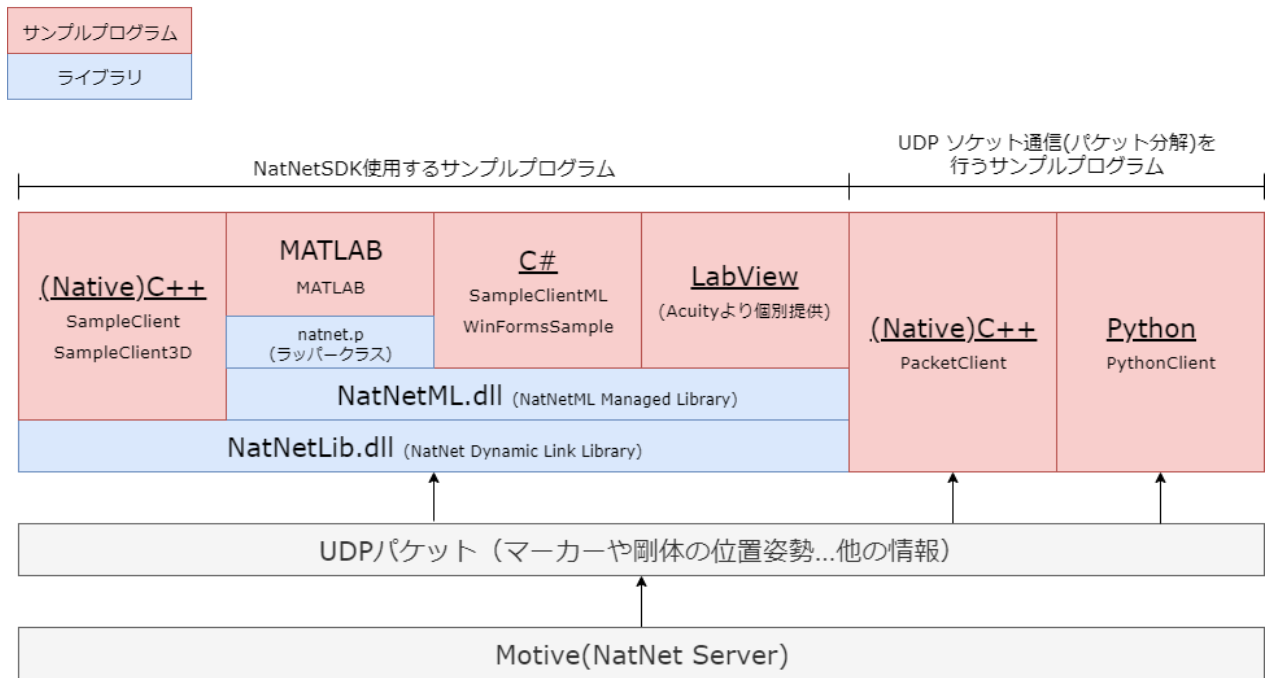 サンプルプログラム
ライブラリ
NatNetSDK使用するサンプルプログラム
UDP ソケット通信(パケット分解)を
行うサンプルプログラム
(Native)C++
SampleClient
SampleClient3D
MATLAB
MATLAB
natnet.p
(ラッパークラス)
C#
SampleClientML
WinFormsSample
LabView
(Acuityより個別提供)
(Native)C++
PacketClient
Python
PythonClient
NatNetML.dll (NatNetML Managed Library)
NatNetLib.dll (NatNet Dynamic Link Library)
UDPパケット（マーカーや剛体の位置姿勢...他の情報）
Motive(NatNet Server)